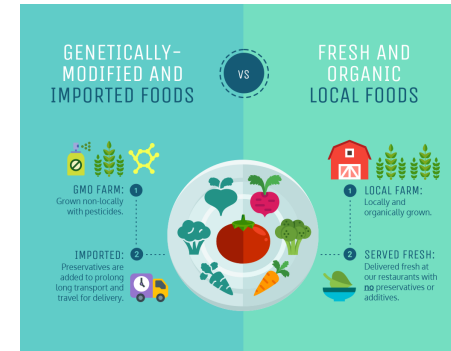 GENETICALLY-
MODIFIED AND
IMPORTED FOODS
VS
FRESH AND
ORGANIC
LOCAL FOODS
GMO FARM:
1
Grown non-locally
with pesticides.
IMPORTED:
2
Preservatives
are added to prolong
long transport and
travel for delivery.
1
LOCAL FARM:
Locally and
organically grown.
2
SERVED FRESH:
Delivered fresh at
our restaurants with
no preservatives or
additives.